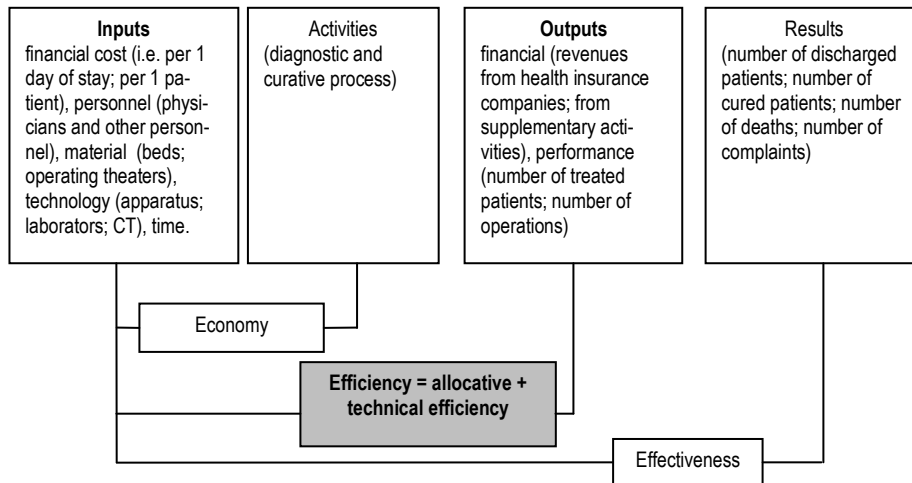 Inputs
financial cost (i.e. per 1
day of stay; per 1 pa-
tient), personnel (physi-
cians and other person-
nel), material (beds;
operating theaters),
technology (apparatus;
laborators; CT), time.
Activities
(diagnostic and
curative process)
Outputs
financial (revenues
from health insurance
companies; from
supplementary acti-
vities), performance
(number of treated
patients; number of
operations)
Results
(number of discharged
patients; number of
cured patients; number
of deaths; number of
complaints)
Economy
Efficiency = allocative +
technical efficiency
Effectiveness